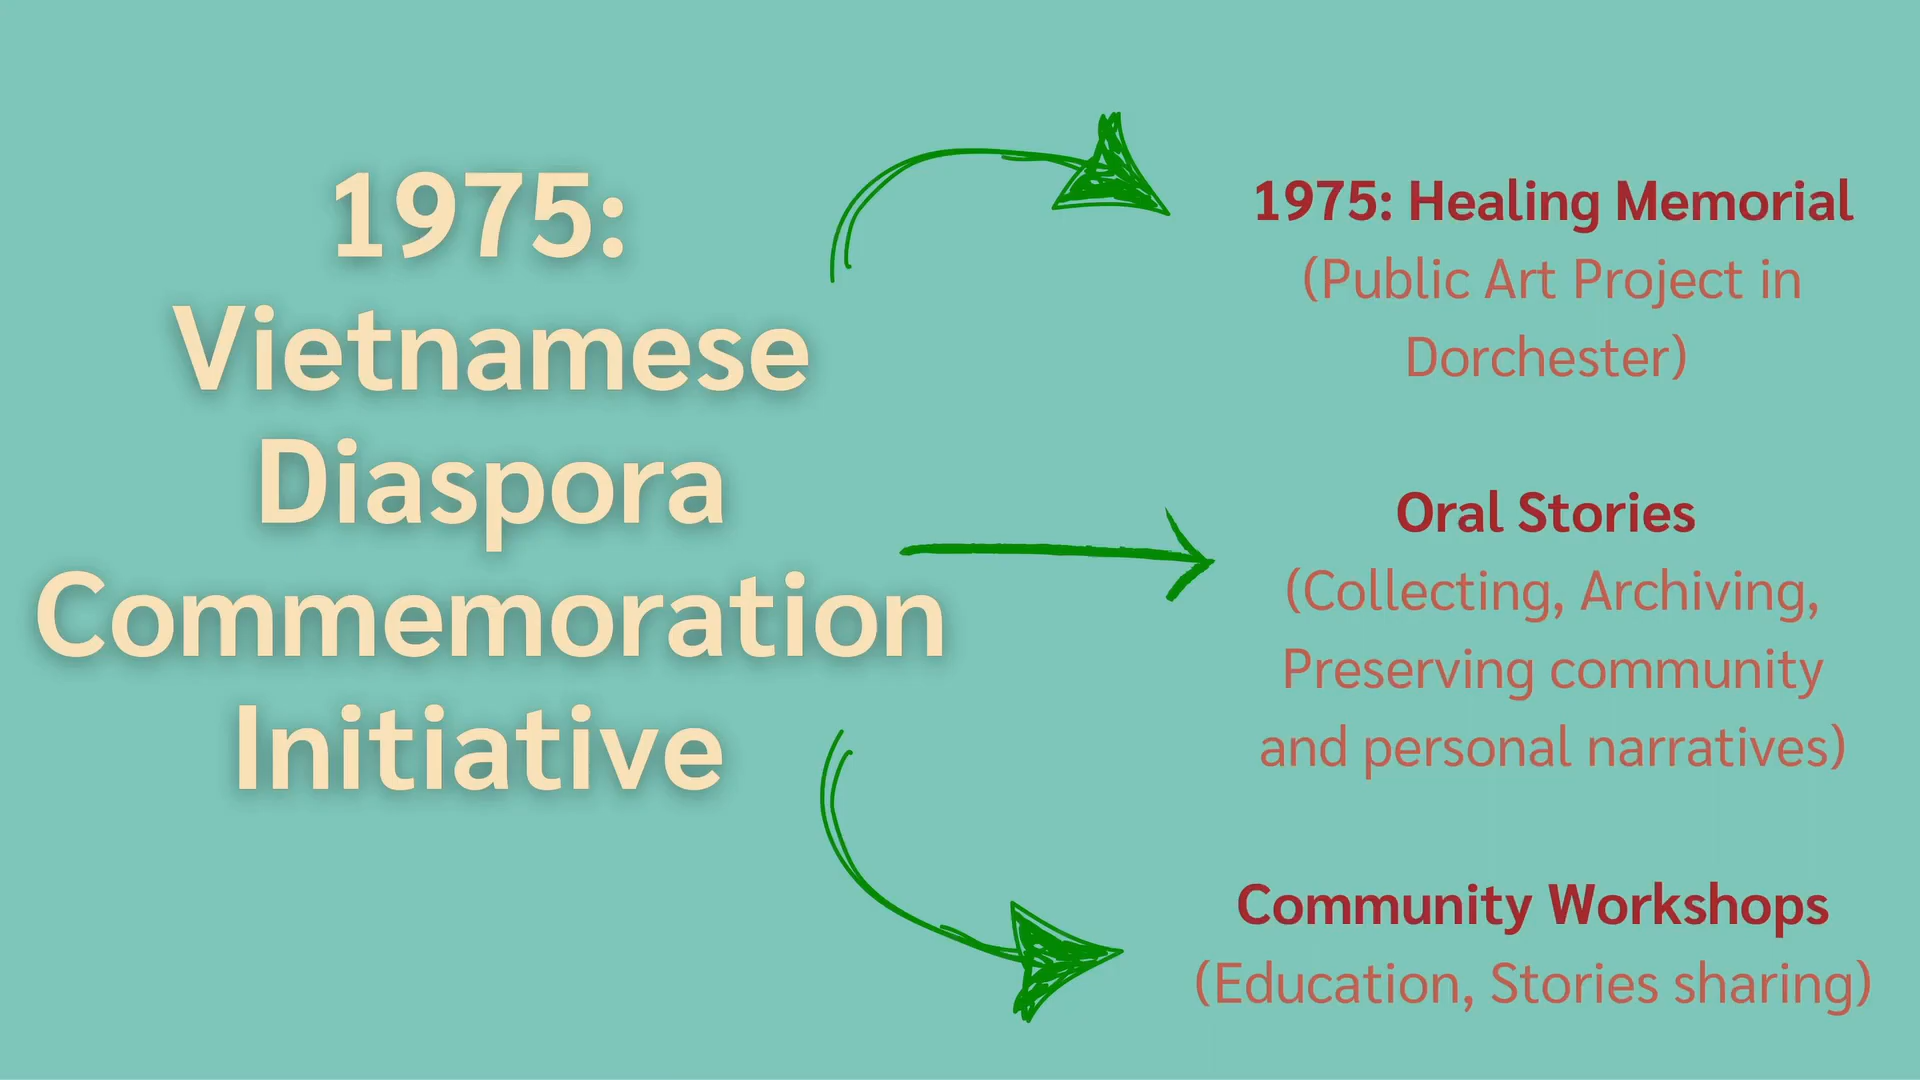 1975:
Vietnamese
Diaspora
Commemoration
Initiative
1975: Healing Memorial
(Public Art Project in
Dorchester)
Oral Stories
(Collecting, Archiving,
Preserving community
and personal narratives)
Community Workshops
(Education, Stories sharing)